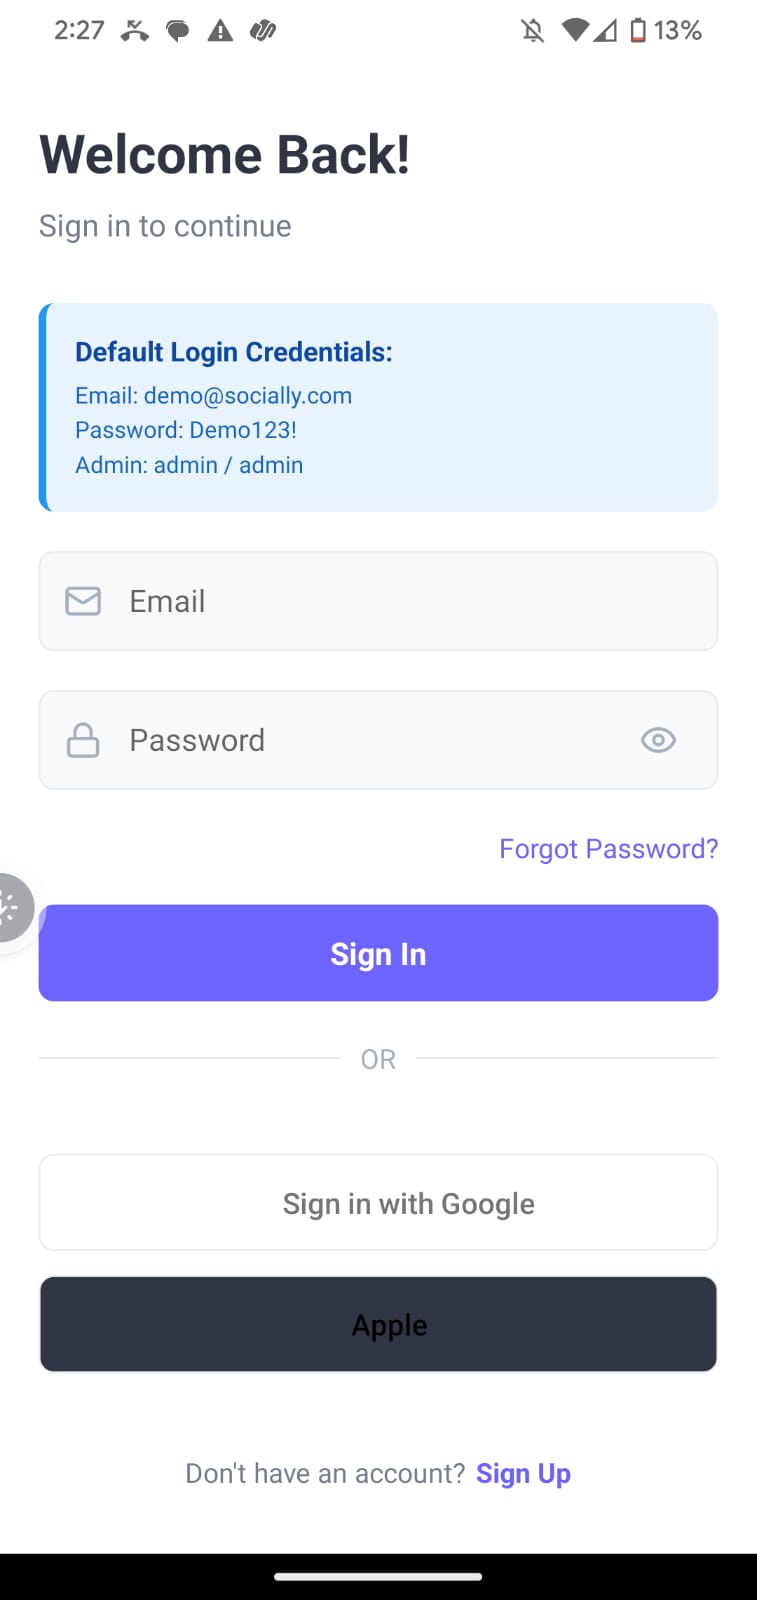 2:27
13%
Welcome Back!
Sign in to continue
Default Login Credentials:
Email: demo@socially.com
Password: Demo123!
Admin: admin / admin
Email
Password
Forgot Password?
Sign In
OR
Sign in with Google
Apple
Don't have an account? Sign Up